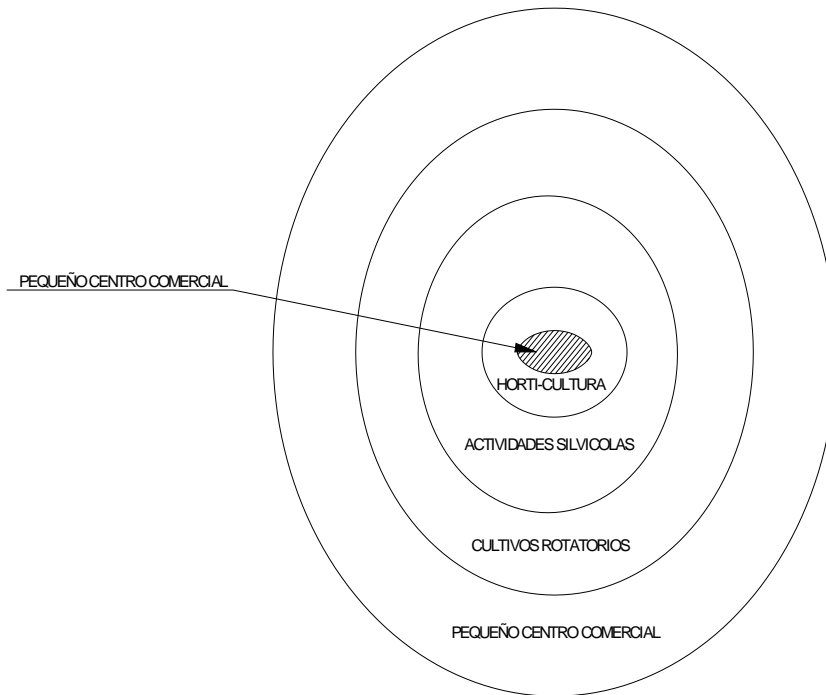 PEQUEÑO CENTRO COMERCIAL
HORTI-CULTURA
ACTIVIDADES SILVICOLAS
CULTIVOS ROTATORIOS
PEQUEÑO CENTRO COMERCIAL